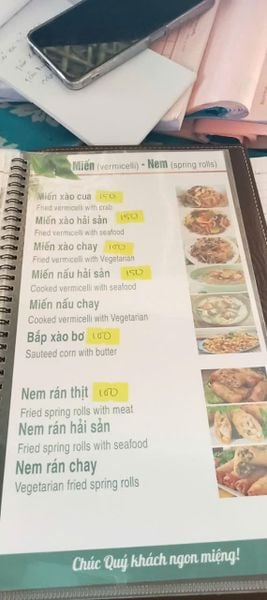 Miến (vermicelli) - Nem (spring rolls)
Miến xào cua 150
Fried vermicelli with crab
Miến xào hải sản 150
Fried vermicelli with seafood
Miến xào chay 100
Fried vermicelli with Vegetarian
Miến nấu hải sản 150
Cooked vermicelli with seafood
Miến nấu chay
Cooked vermicelli with Vegetarian
Bắp xào bơ 100
Sauteed corn with butter
Nem rán thịt 100
Fried spring rolls with meat
Nem rán hải sản
Fried spring rolls with seafood
Nem rán chay
Vegetarian fried spring rolls
Chúc Quý khách ngon miệng!